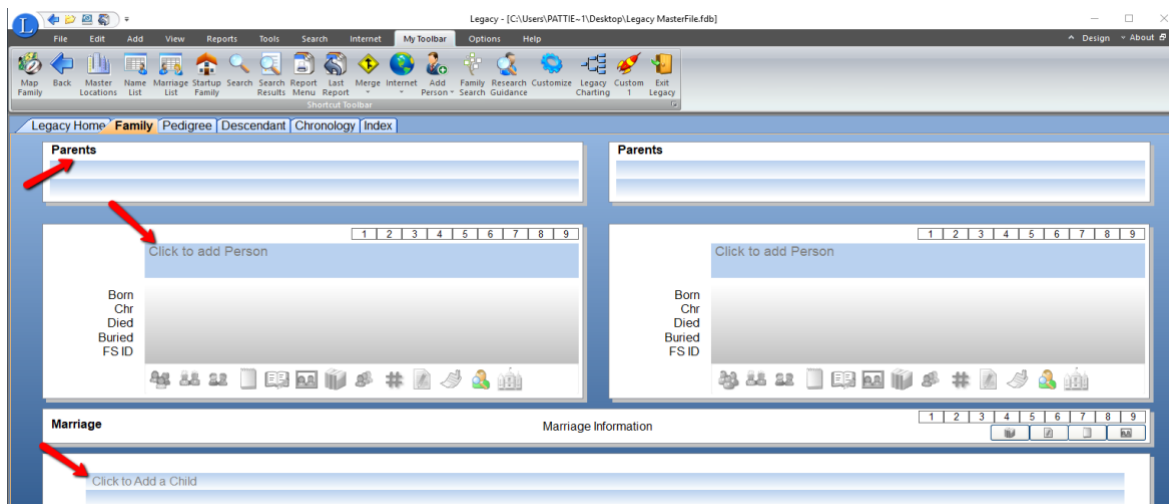 L
Legacy - [C:\Users\PATTIE~1\Desktop\Legacy MasterFile.fdb]
File Edit Add View Reports Tools Search Internet My Toolbar Options Help Design About
Map Family Back Master Locations Name List Marriage List Startup Family Search Search Results Report Menu Last Report Merge Internet Add Person Family Search Research Guidance Customize Legacy Charting Custom 1 Exit Legacy
Shortcut Toolbar
Legacy Home Family Pedigree Descendant Chronology Index
Parents Parents
1 2 3 4 5 6 7 8 9 1 2 3 4 5 6 7 8 9
Click to add Person Click to add Person
Born Born
Chr Chr
Died Died
Buried Buried
FS ID FS ID
1 2 3 4 5 6 7 8 9
Marriage Marriage Information
Click to Add a Child